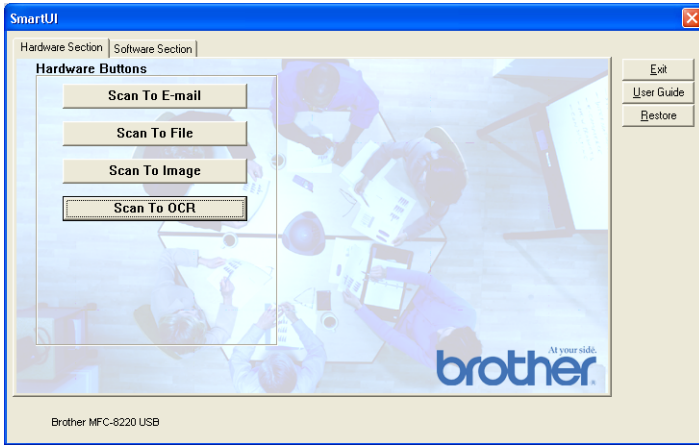 SmartUI
Hardware Section Software Section
Hardware Buttons
Scan To E-mail
Scan To File
Scan To Image
Scan To OCR
Exit
User Guide
Restore
At your side.
brother
Brother MFC-8220 USB